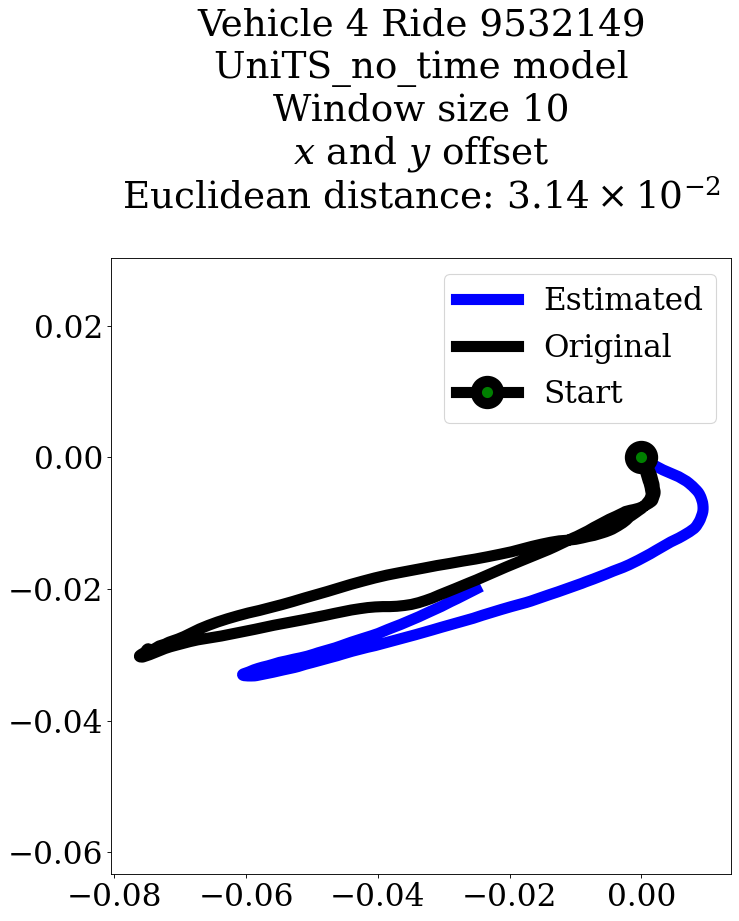 Vehicle 4 Ride 9532149
UniTS_no_time model
Window size 10
x and y offset
Euclidean distance: 3.14 × 10⁻²
Estimated
Original
Start
0.02
0.00
−0.02
−0.04
−0.06
−0.08 −0.06 −0.04 −0.02 0.00